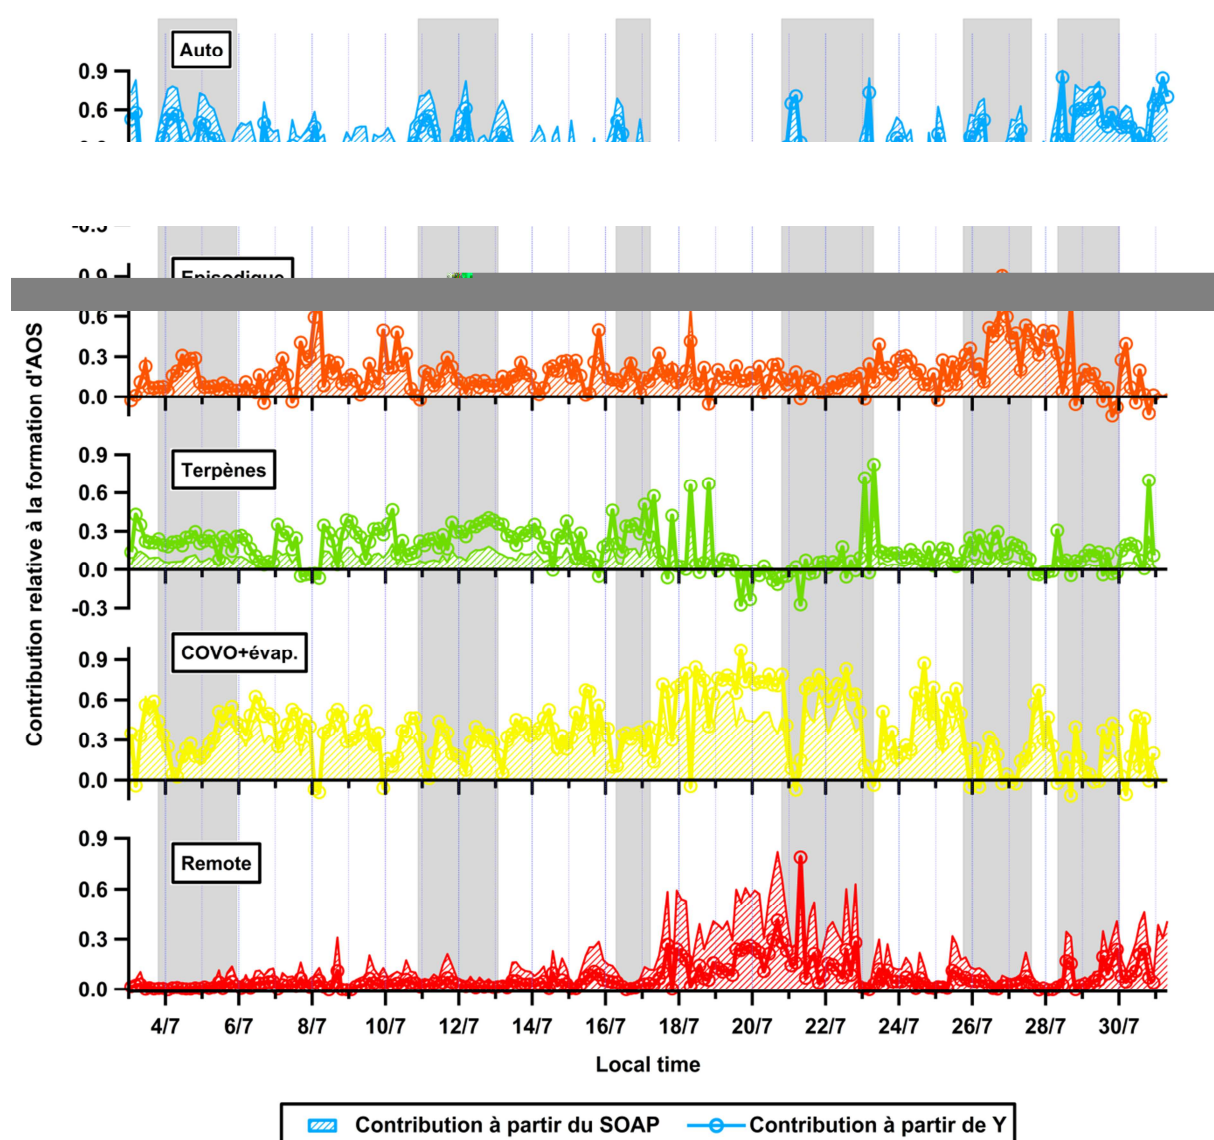 Auto
0.9
0.6
Episodique
0.6
0.3
0.0
Contribution relative à la formation d'AOS
Terpènes
0.9
0.6
0.3
0.0
-0.3
COVO+évap.
0.9
0.6
0.3
0.0
Remote
0.9
0.6
0.3
0.0
4/7 6/7 8/7 10/7 12/7 14/7 16/7 18/7 20/7 22/7 24/7 26/7 28/7 30/7
Local time
Contribution à partir du SOAP Contribution à partir de Y